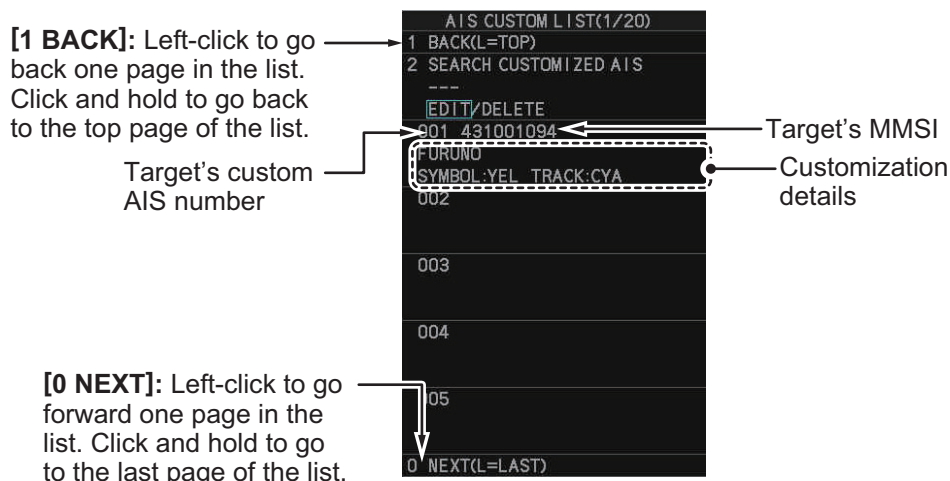 [1 BACK]: Left-click to go
back one page in the list.
Click and hold to go back
to the top page of the list.
Target's custom
AIS number
[0 NEXT]: Left-click to go
forward one page in the
list. Click and hold to go
to the last page of the list.
AIS CUSTOM LIST(1/20)
1 BACK(L=TOP)
2 SEARCH CUSTOMIZED AIS
---
EDIT/DELETE
001 431001094
FURUNO
SYMBOL:YEL TRACK:CYA
002
003
004
005
0 NEXT(L=LAST)
Target's MMSI
Customization
details